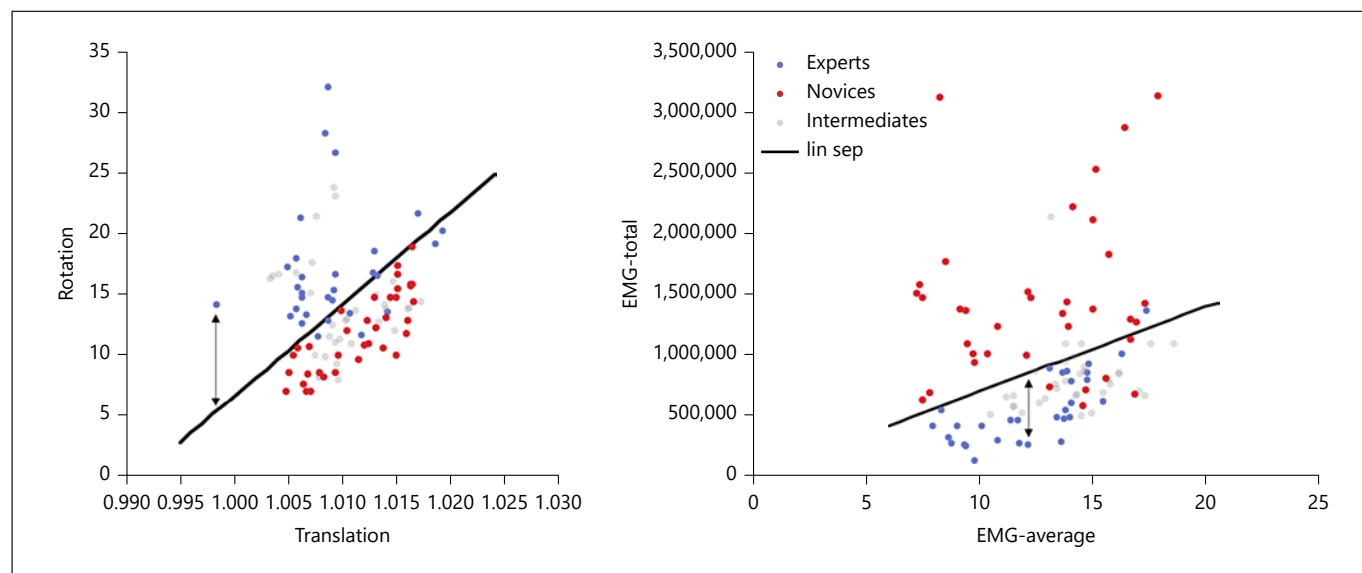 35
30
25
20
15
10
5
0
Rotation
0.990 0.995 1.000 1.005 1.010 1.015 1.020 1.025 1.030
Translation
3,500,000
3,000,000
2,500,000
2,000,000
1,500,000
1,000,000
500,000
0
EMG-total
Experts
Novices
Intermediates
lin sep
0 5 10 15 20 25
EMG-average